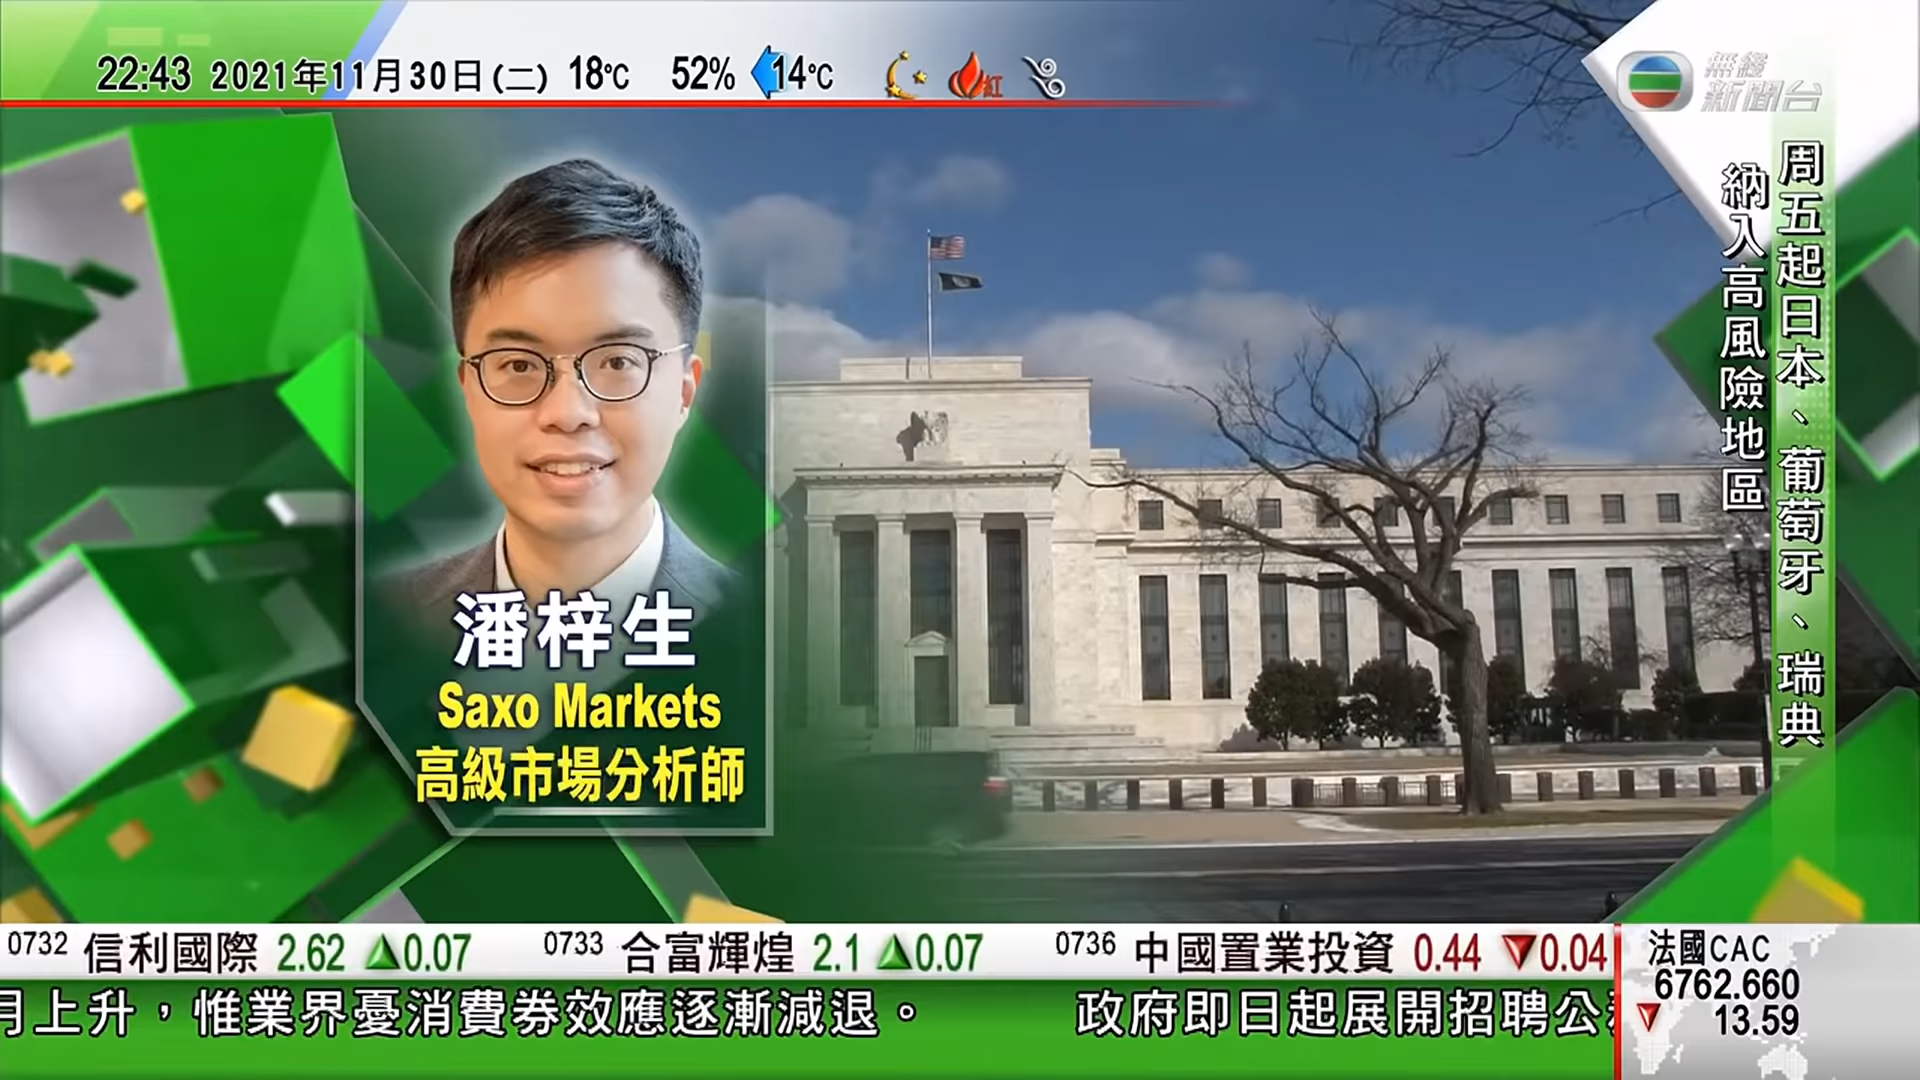 22:43 2021年11月30日(二) 18℃ 52% 14℃
紅
無綫
新聞台
周五起日本、葡萄牙、瑞典
納入高風險地區
潘梓生
Saxo Markets
高級市場分析師
0732 信利國際 2.62 ▲0.07 0733 合富輝煌 2.1 ▲0.07 0736 中國置業投資 0.44 ▼0.04
月上升，惟業界憂消費券效應逐漸減退。 政府即日起展開招聘公
法國CAC
6762.660
▼ 13.59